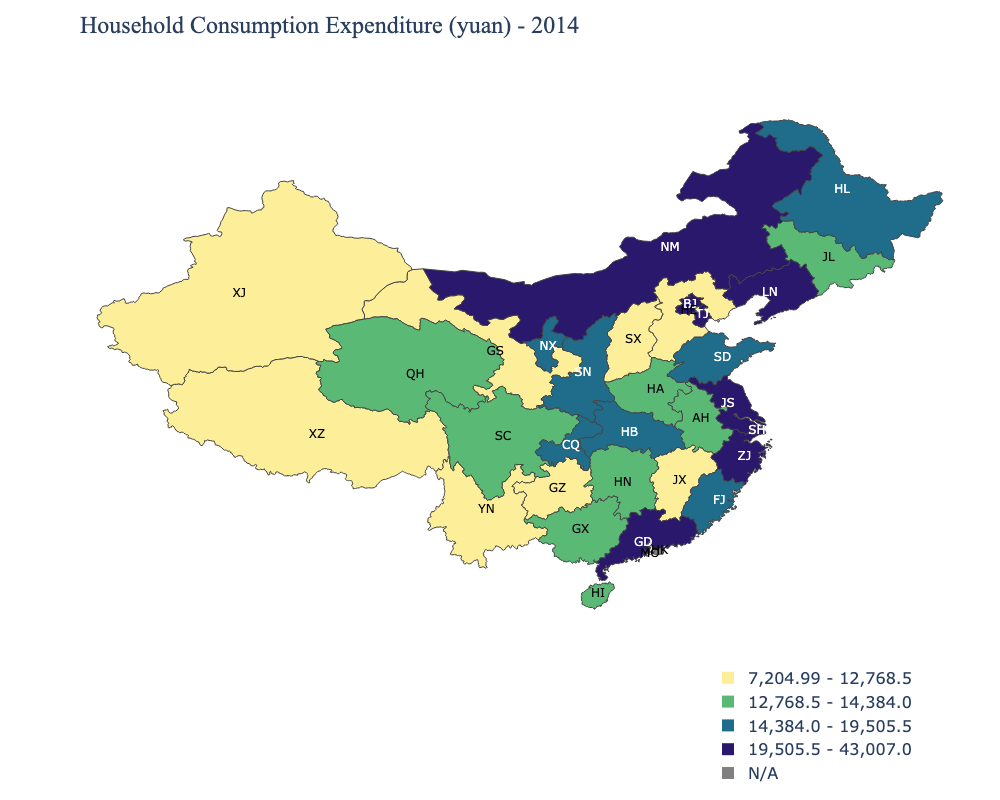 Household Consumption Expenditure (yuan) - 2014
HL
NM
JL
XJ
LN
BJ
TJ
SX
NX
GS
SD
SN
QH
HA
JS
AH
SH
XZ
SC
HB
CQ
ZJ
HN
JX
GZ
FJ
YN
GX
GD
MO
HK
HI
7,204.99 - 12,768.5
12,768.5 - 14,384.0
14,384.0 - 19,505.5
19,505.5 - 43,007.0
N/A